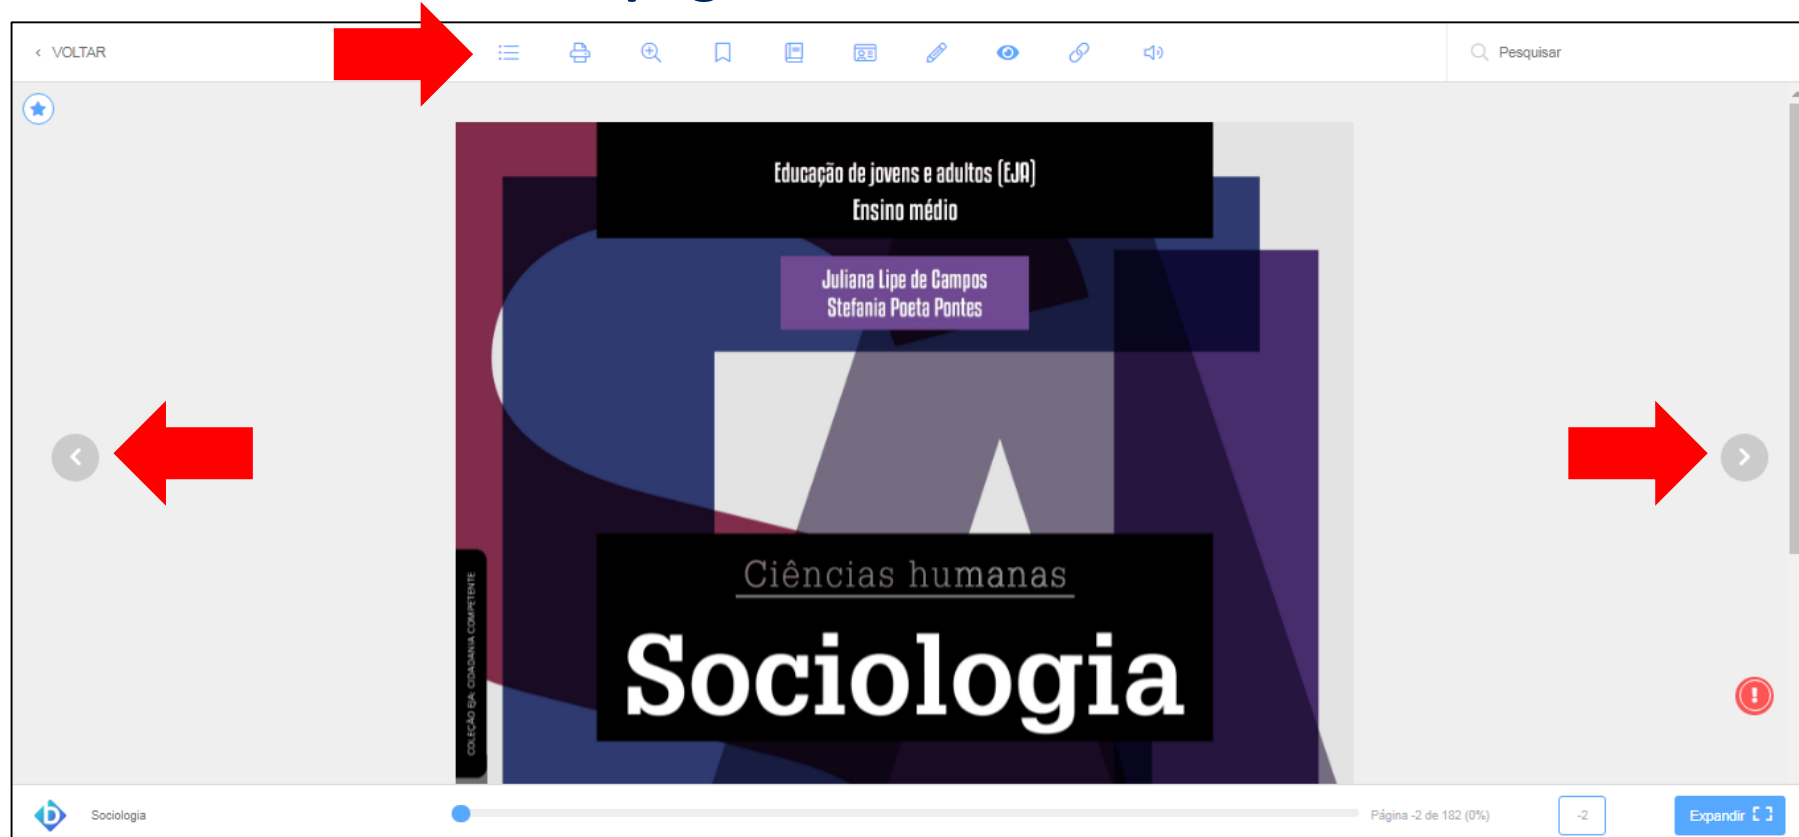 VOLTAR
Pesquisar
Educação de jovens e adultos (EJA)
Ensino médio
Juliana Lipe de Campos
Stefania Poeta Pontes
Ciências humanas
Sociologia
COLEÇÃO EJA: CIDADANIA COMPETENTE
Sociologia
Página -2 de 182 (0%)
-2
Expandir